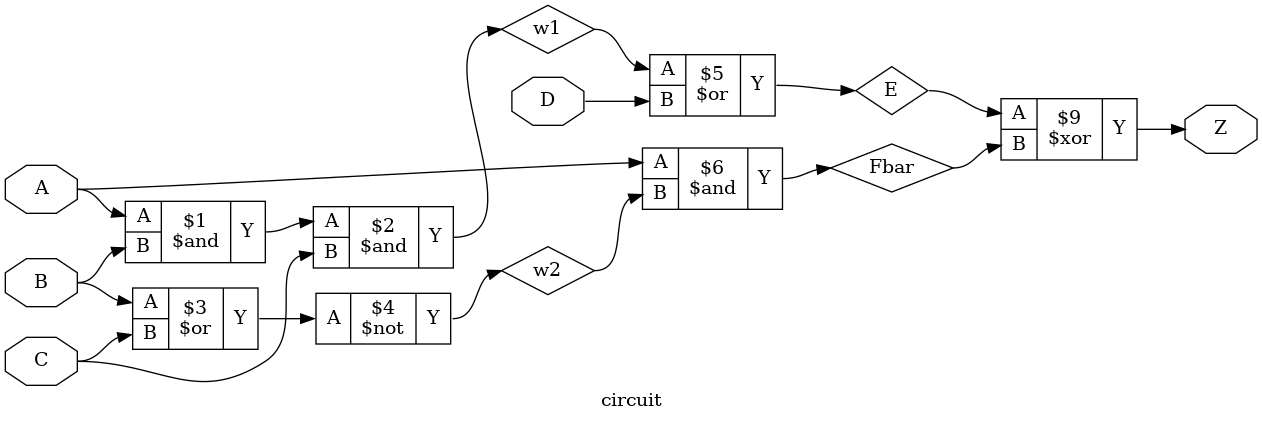 w1
A $5 Y
B $or
D
E
A $9 Y
B $xor
Z
A
A $6 Y
B $and
Fbar
A $1 Y
B $and
A $2 Y
B $and
B
w2
A $3 Y
B $or
A $4 Y
$not
C
circuit